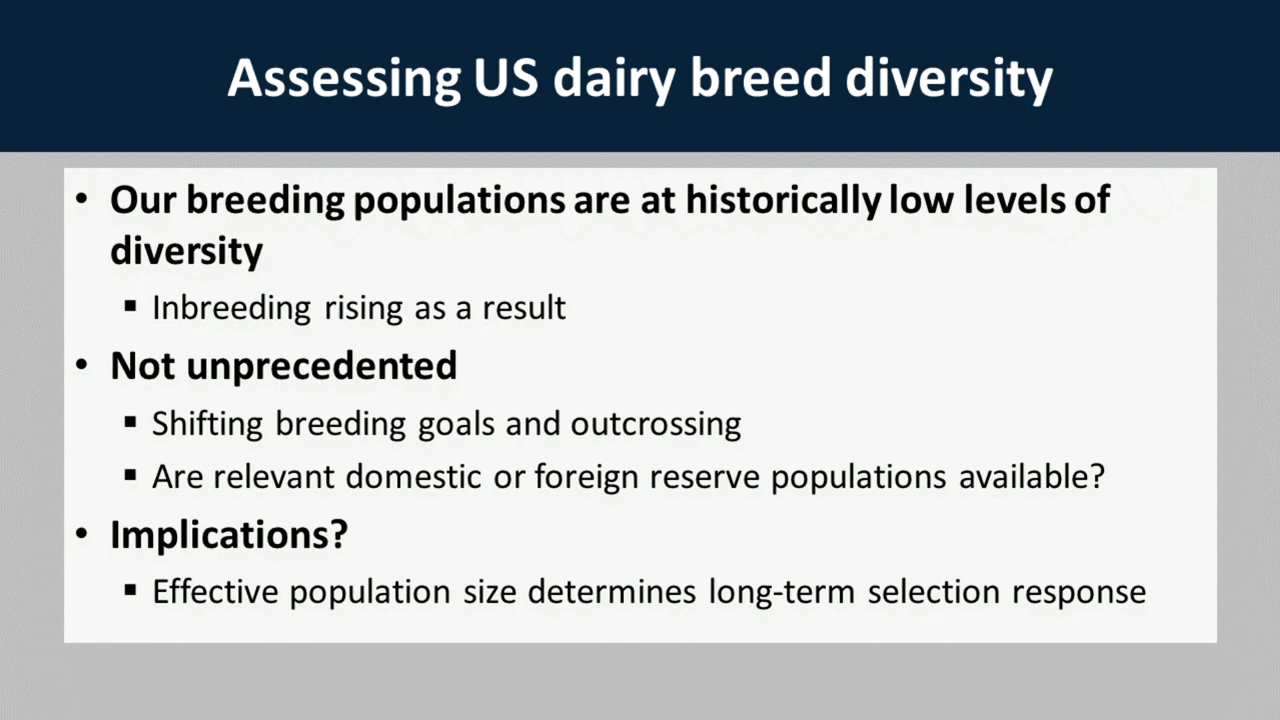 Assessing US dairy breed diversity
• Our breeding populations are at historically low levels of
diversity
▪ Inbreeding rising as a result
• Not unprecedented
▪ Shifting breeding goals and outcrossing
▪ Are relevant domestic or foreign reserve populations available?
• Implications?
▪ Effective population size determines long-term selection response